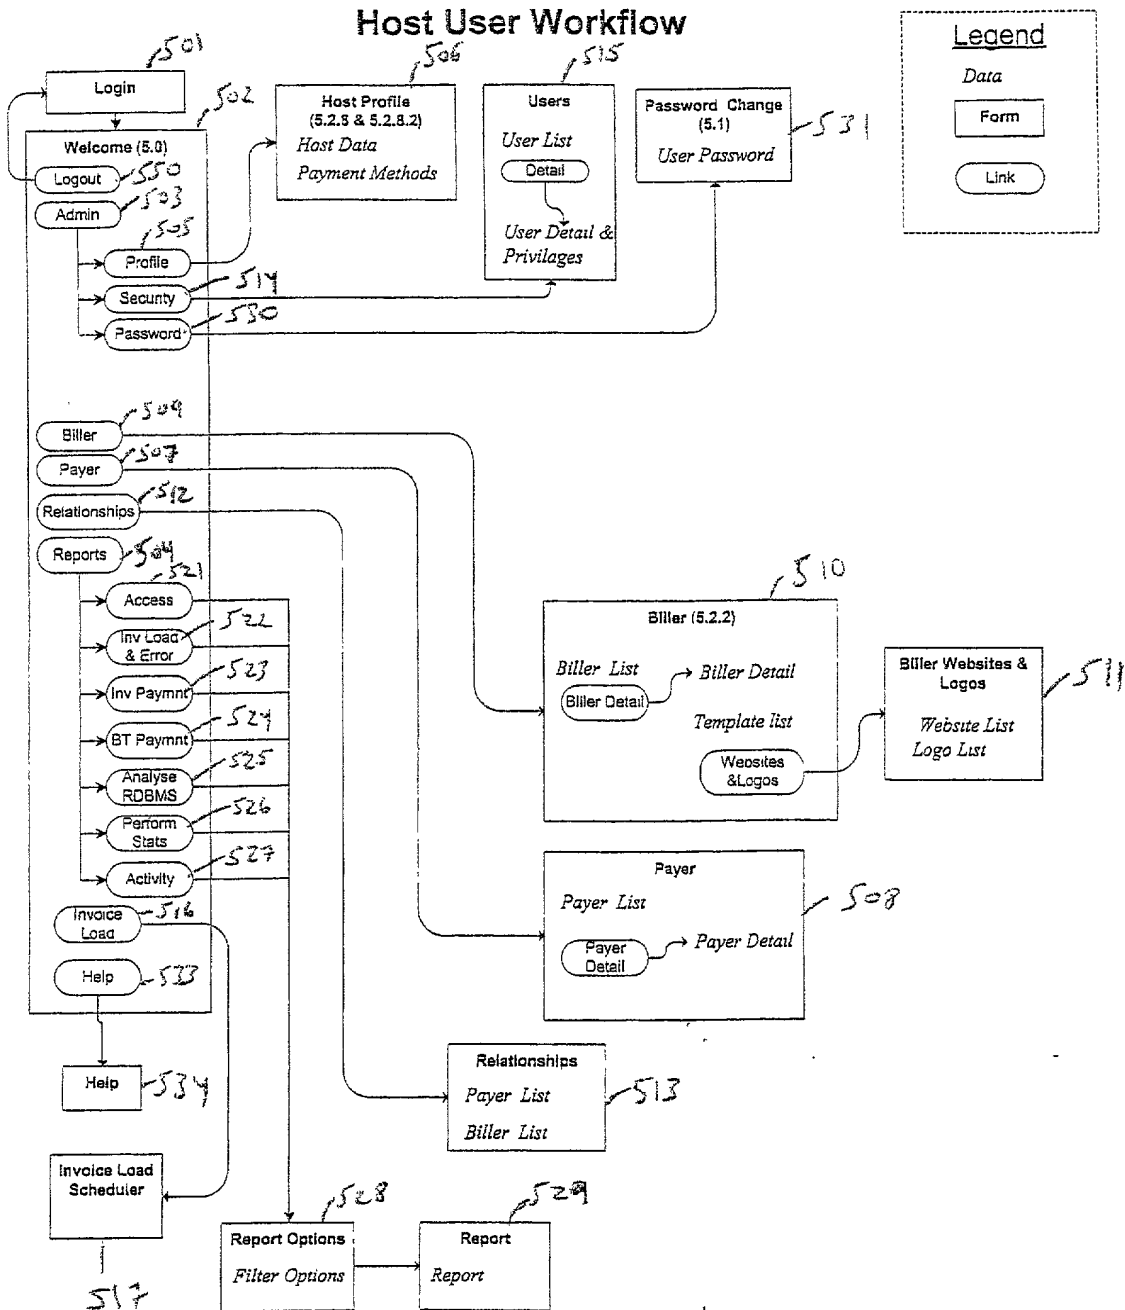 Host User Workflow
Legend
Data
Form
Link
501
Login
502
Welcome (5.0)
Logout
550
Admin
503
505
Profile
514
Security
530
Password
506
Host Profile
(5.2.8 & 5.2.8.2)
Host Data
Payment Methods
515
Users
User List
Detail
User Detail &
Privilages
Password Change
(5.1)
User Password
531
509
Biller
507
Payer
512
Relationships
504
Reports
521
Access
522
Inv Load
& Error
523
Inv Paymnt
524
BT Paymnt
525
Analyse
RDBMS
526
Perform
Stats
527
Activity
516
Invoice
Load
Help
533
510
Biller (5.2.2)
Biller List
Biller Detail
Biller Detail
Template list
Websites
&Logos
Biller Websites &
Logos
Website List
Logo List
511
Payer
Payer List
Payer
Detail
Payer Detail
508
Help
534
Relationships
Payer List
Biller List
513
Invoice Load
Scheduler
517
528
Report Options
Filter Options
529
Report
Report